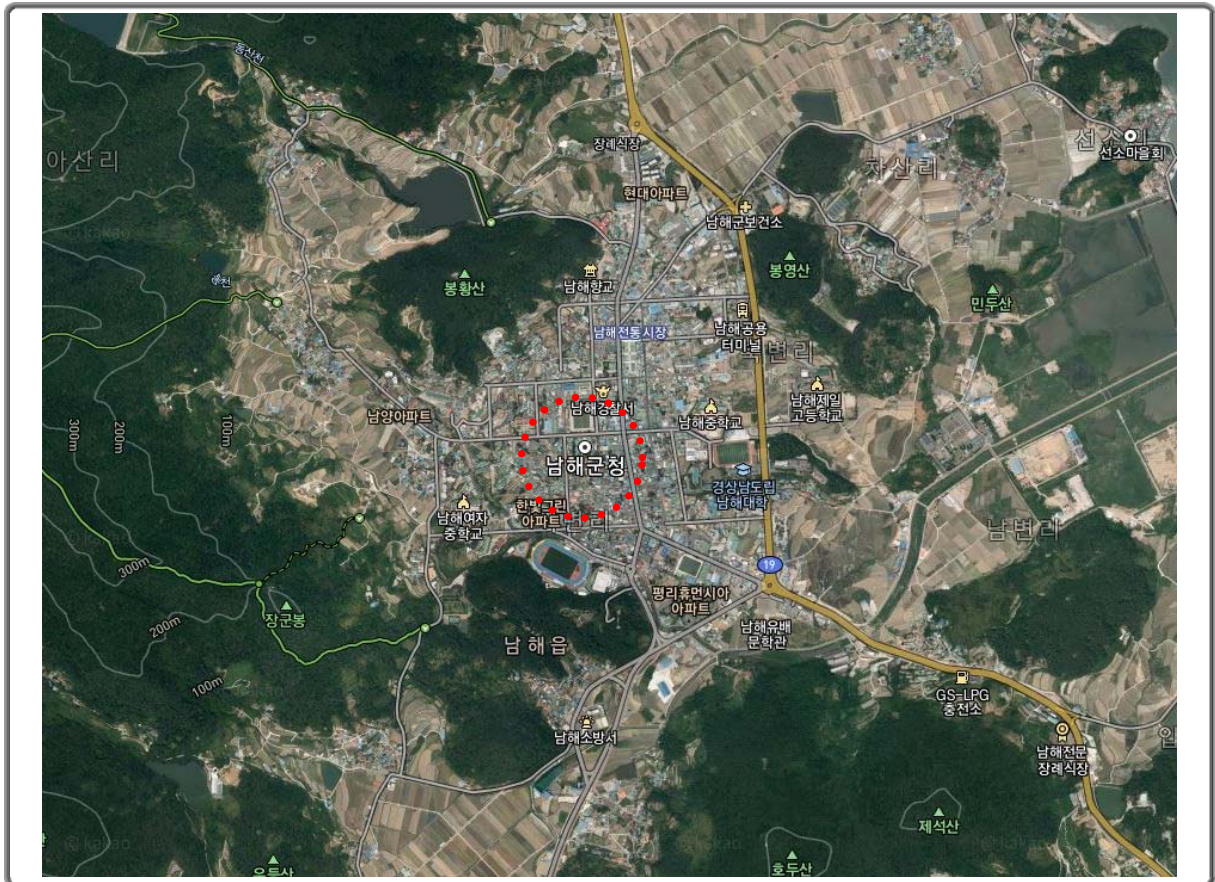 동산천
장례식장
아산리
선소마을회
차산리
현대아파트
남해군보건소
봉영산
봉황산
남해향교
민두산
남해전통시장
남해공용
터미널
남해경찰서
남해중학교
남해제일
고등학교
남양아파트
300m
200m
100m
남해군청
경상남도립
남해대학
남해여자
중학교
아파트
남변리
300m
19
평리휴먼시아
아파트
장군봉
200m
남해읍
남해유배
문학관
100m
GS-LPG
충전소
남해소방서
남해전문
장례식장
제석산
호두산